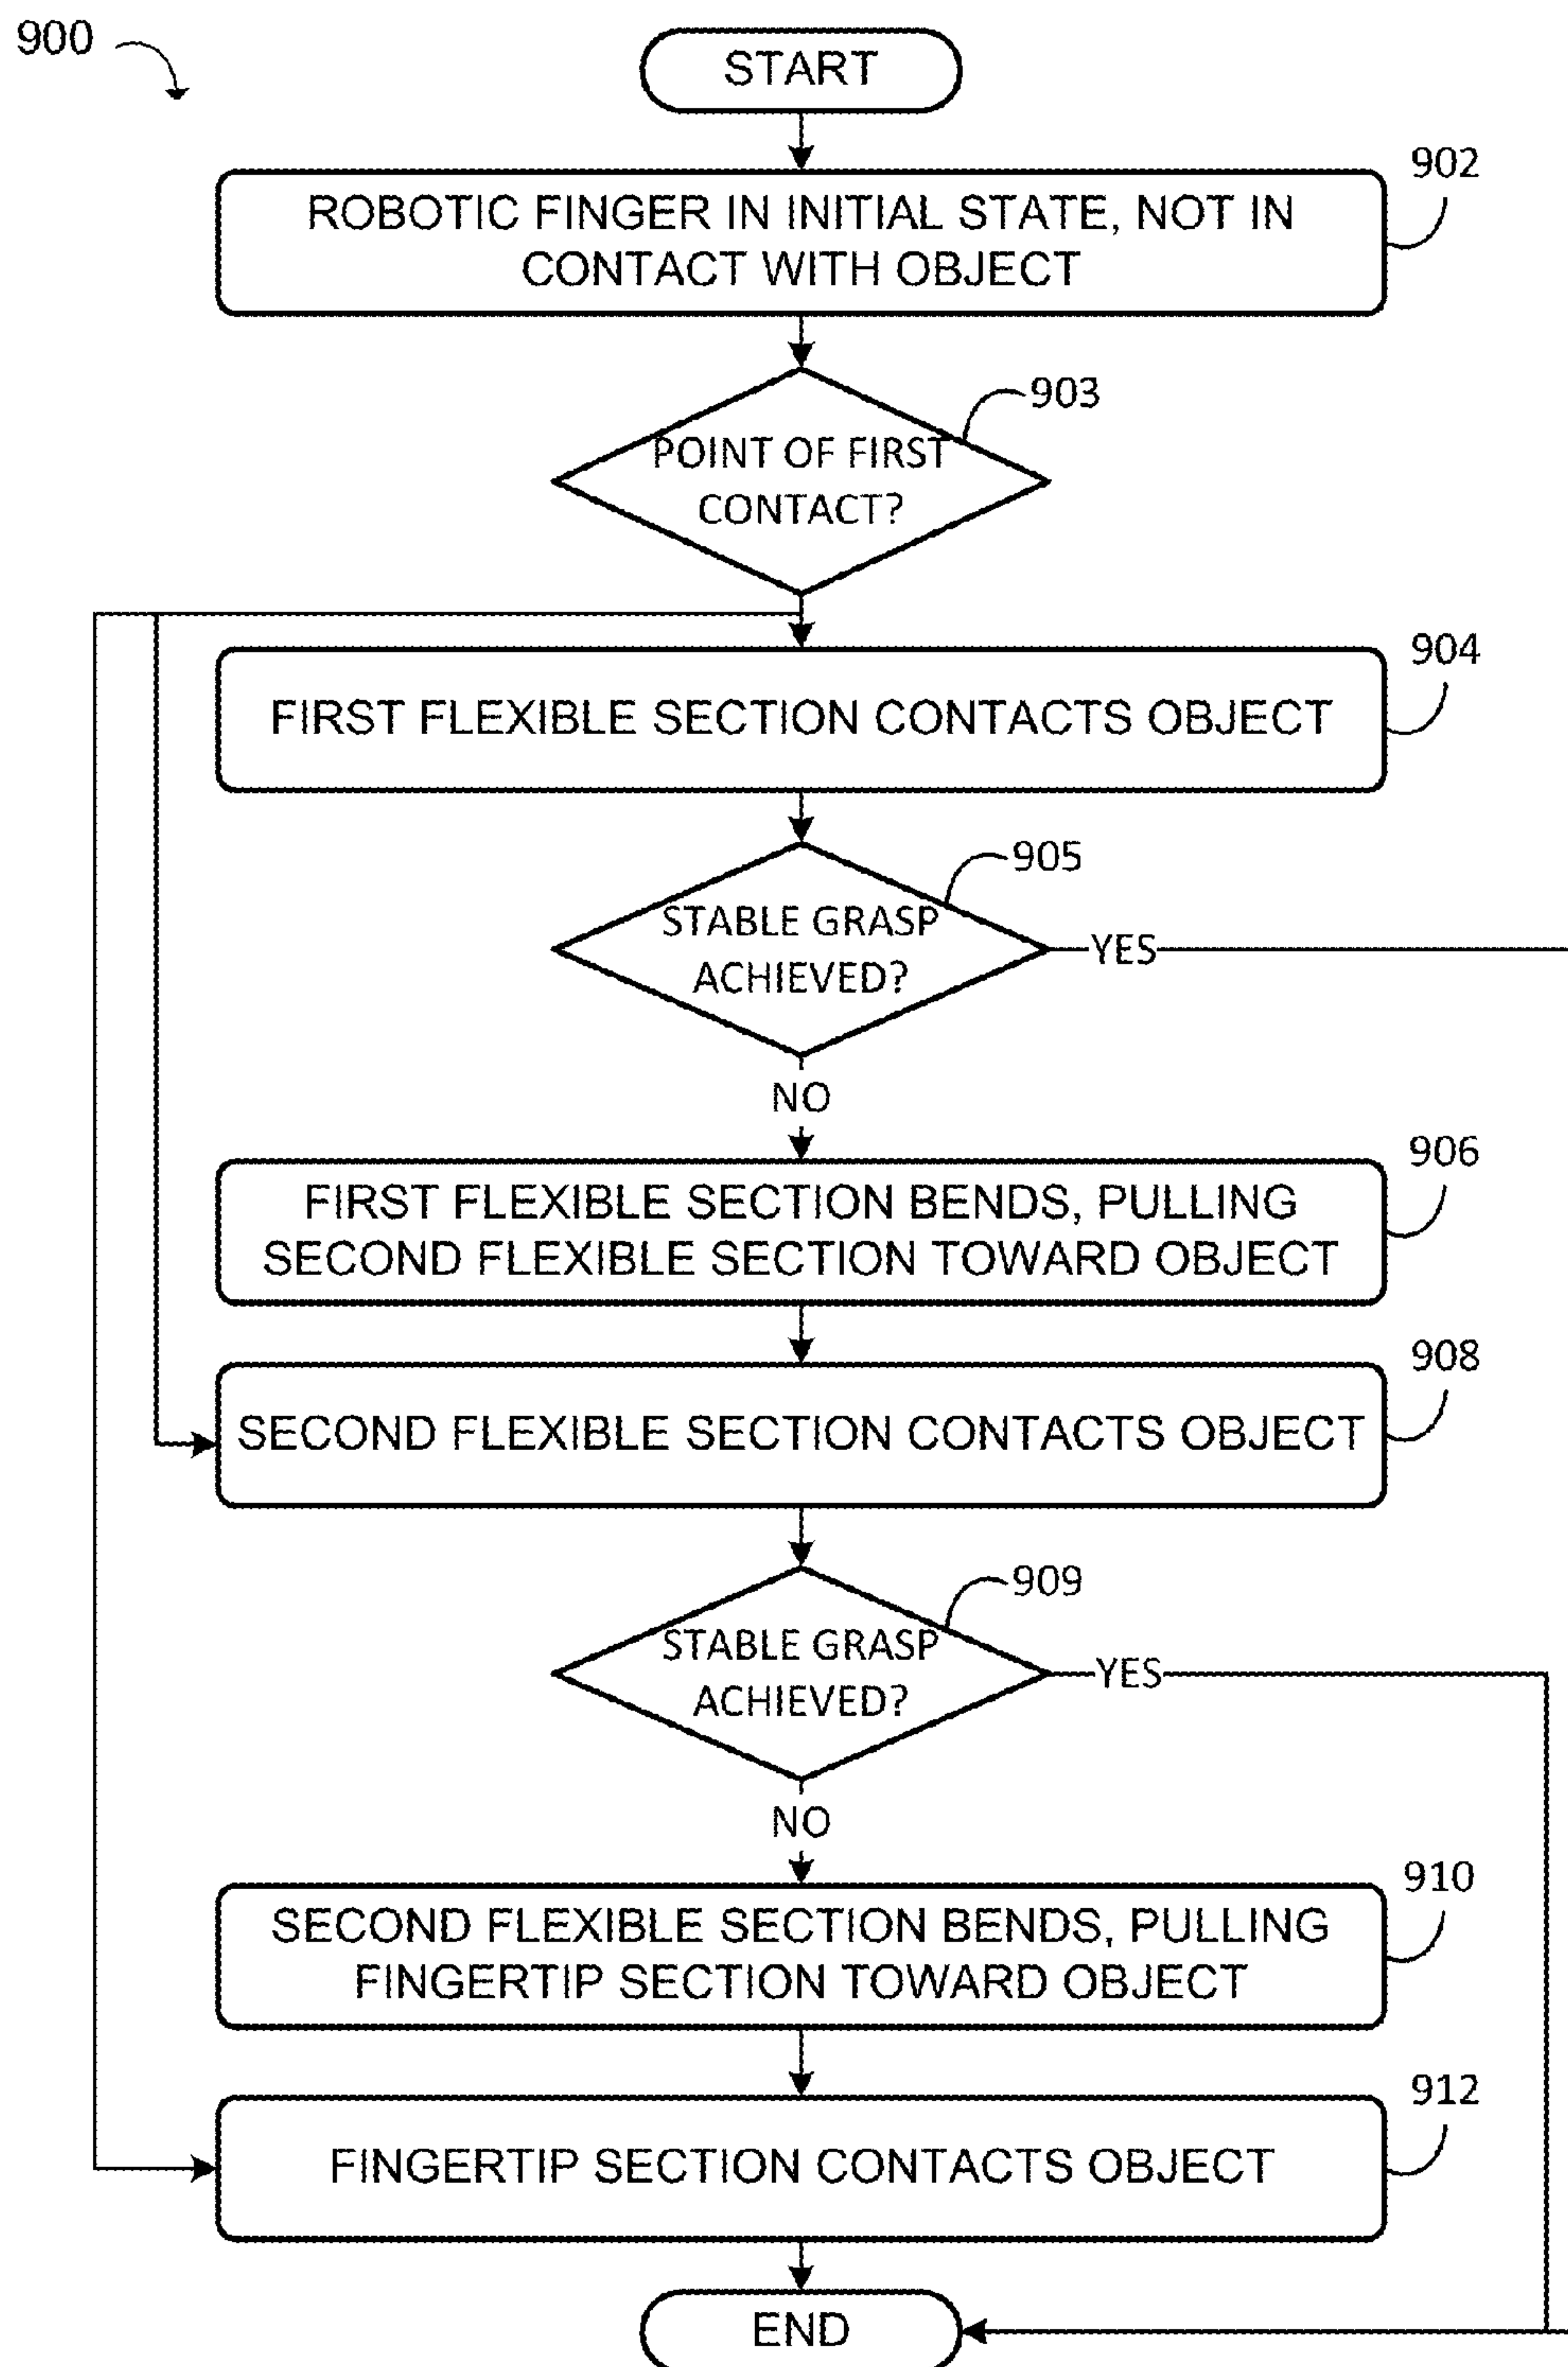 900
START
902
ROBOTIC FINGER IN INITIAL STATE, NOT IN
CONTACT WITH OBJECT
903
POINT OF FIRST
CONTACT?
904
FIRST FLEXIBLE SECTION CONTACTS OBJECT
905
STABLE GRASP
ACHIEVED?
YES
NO
906
FIRST FLEXIBLE SECTION BENDS, PULLING
SECOND FLEXIBLE SECTION TOWARD OBJECT
908
SECOND FLEXIBLE SECTION CONTACTS OBJECT
909
STABLE GRASP
ACHIEVED?
YES
NO
910
SECOND FLEXIBLE SECTION BENDS, PULLING
FINGERTIP SECTION TOWARD OBJECT
912
FINGERTIP SECTION CONTACTS OBJECT
END